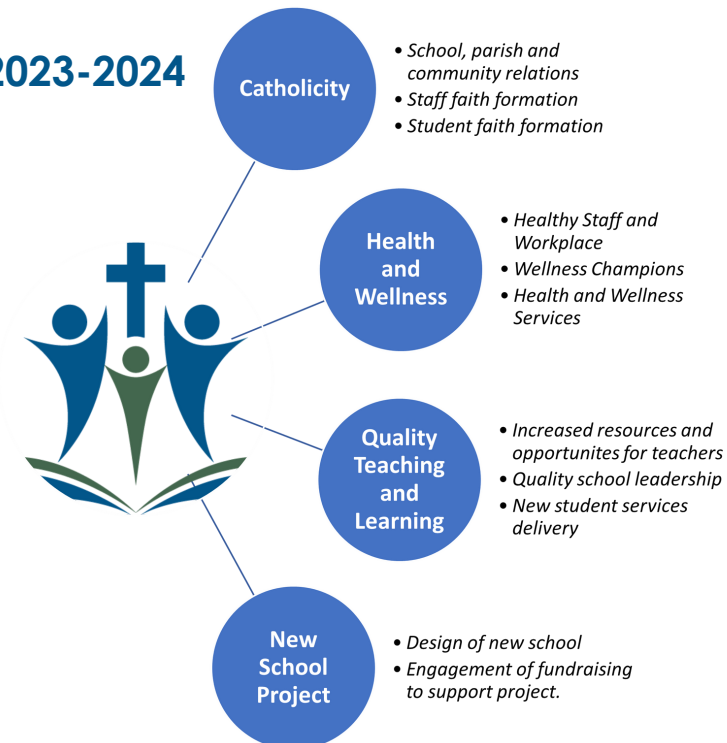 2023-2024
Catholicity
• School, parish and
community relations
• Staff faith formation
• Student faith formation
Health
and
Wellness
• Healthy Staff and
Workplace
• Wellness Champions
• Health and Wellness
Services
Quality
Teaching
and
Learning
• Increased resources and
opportunites for teachers
• Quality school leadership
• New student services
delivery
New
School
Project
• Design of new school
• Engagement of fundraising
to support project.